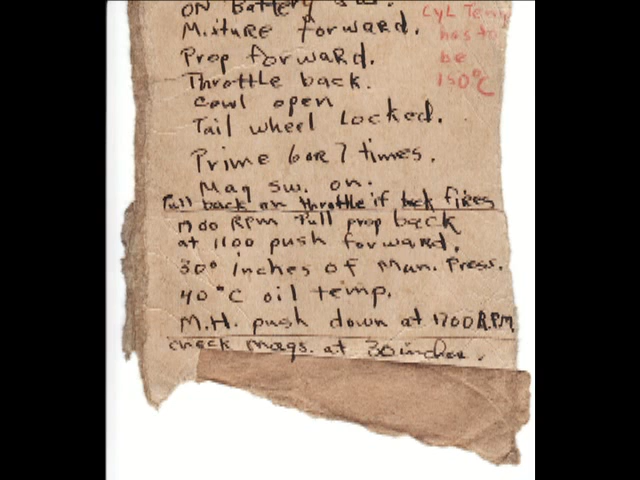 ON Battery sw.
Mixture forward.
Prop forward.
Throttle back.
Cowl open
Tail wheel Locked.
Prime 6 or 7 times.
Mag sw. on.
Pull back on throttle if back fires
1700 RPM Pull prop back
at 1100 push forward.
30° inches of Man. Press.
40°C oil temp.
M.H. push down at 1700 R.P.M
check mags. at 30 inches.
Cyl Temp
has to
be
150°C